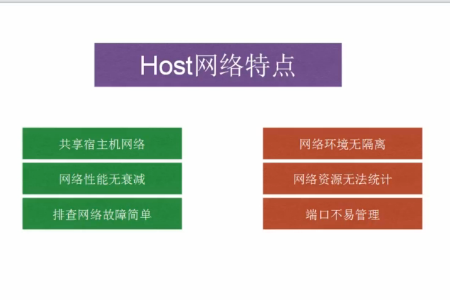 Host网络特点
共享宿主机网络
网络性能无衰减
排查网络故障简单
网络环境无隔离
网络资源无法统计
端口不易管理